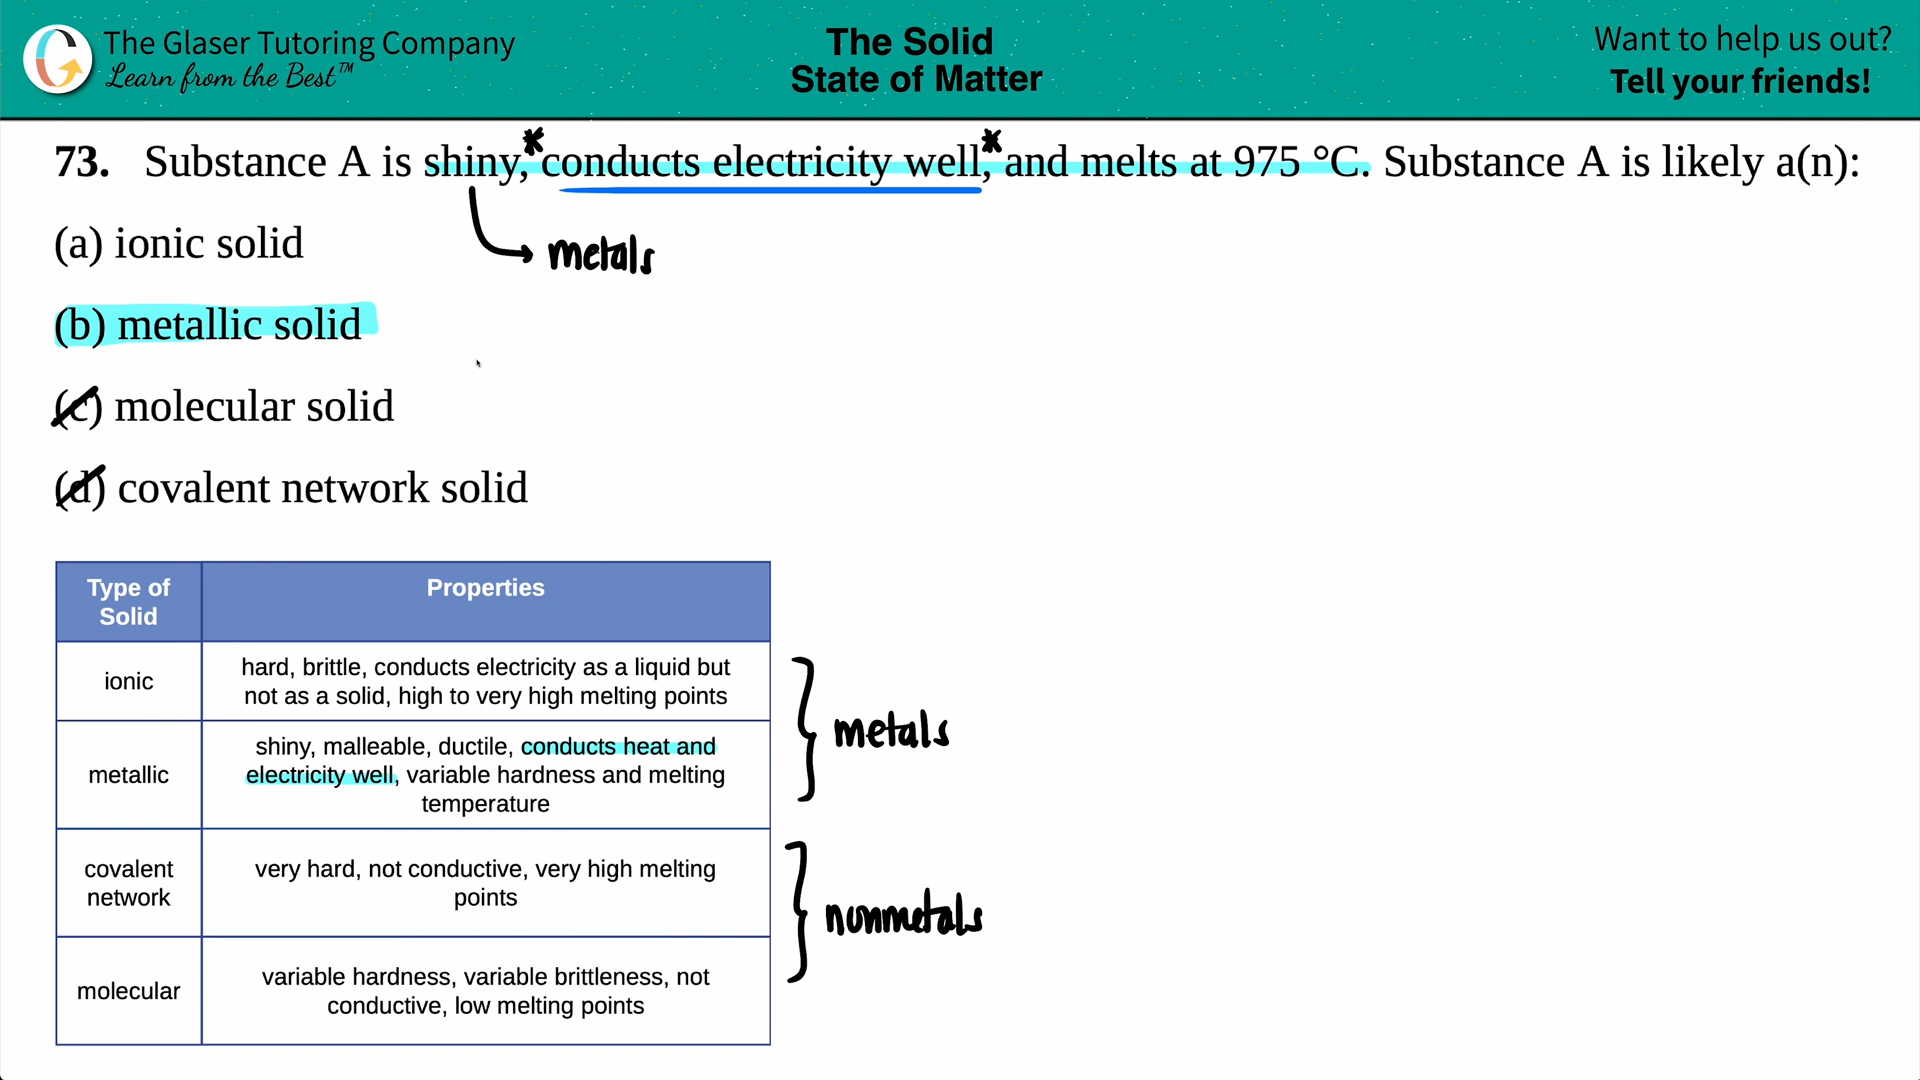 The Glaser Tutoring Company
Learn from the Best™
The Solid
State of Matter
Want to help us out?
Tell your friends!
73. Substance A is shiny,* conducts electricity well,* and melts at 975 °C. Substance A is likely a(n):
metals
(a) ionic solid
(b) metallic solid
(c) molecular solid
(d) covalent network solid
Type of
Solid
Properties
ionic
hard, brittle, conducts electricity as a liquid but
not as a solid, high to very high melting points
metallic
shiny, malleable, ductile, conducts heat and
electricity well, variable hardness and melting
temperature
metals
covalent
network
very hard, not conductive, very high melting
points
molecular
variable hardness, variable brittleness, not
conductive, low melting points
nonmetals